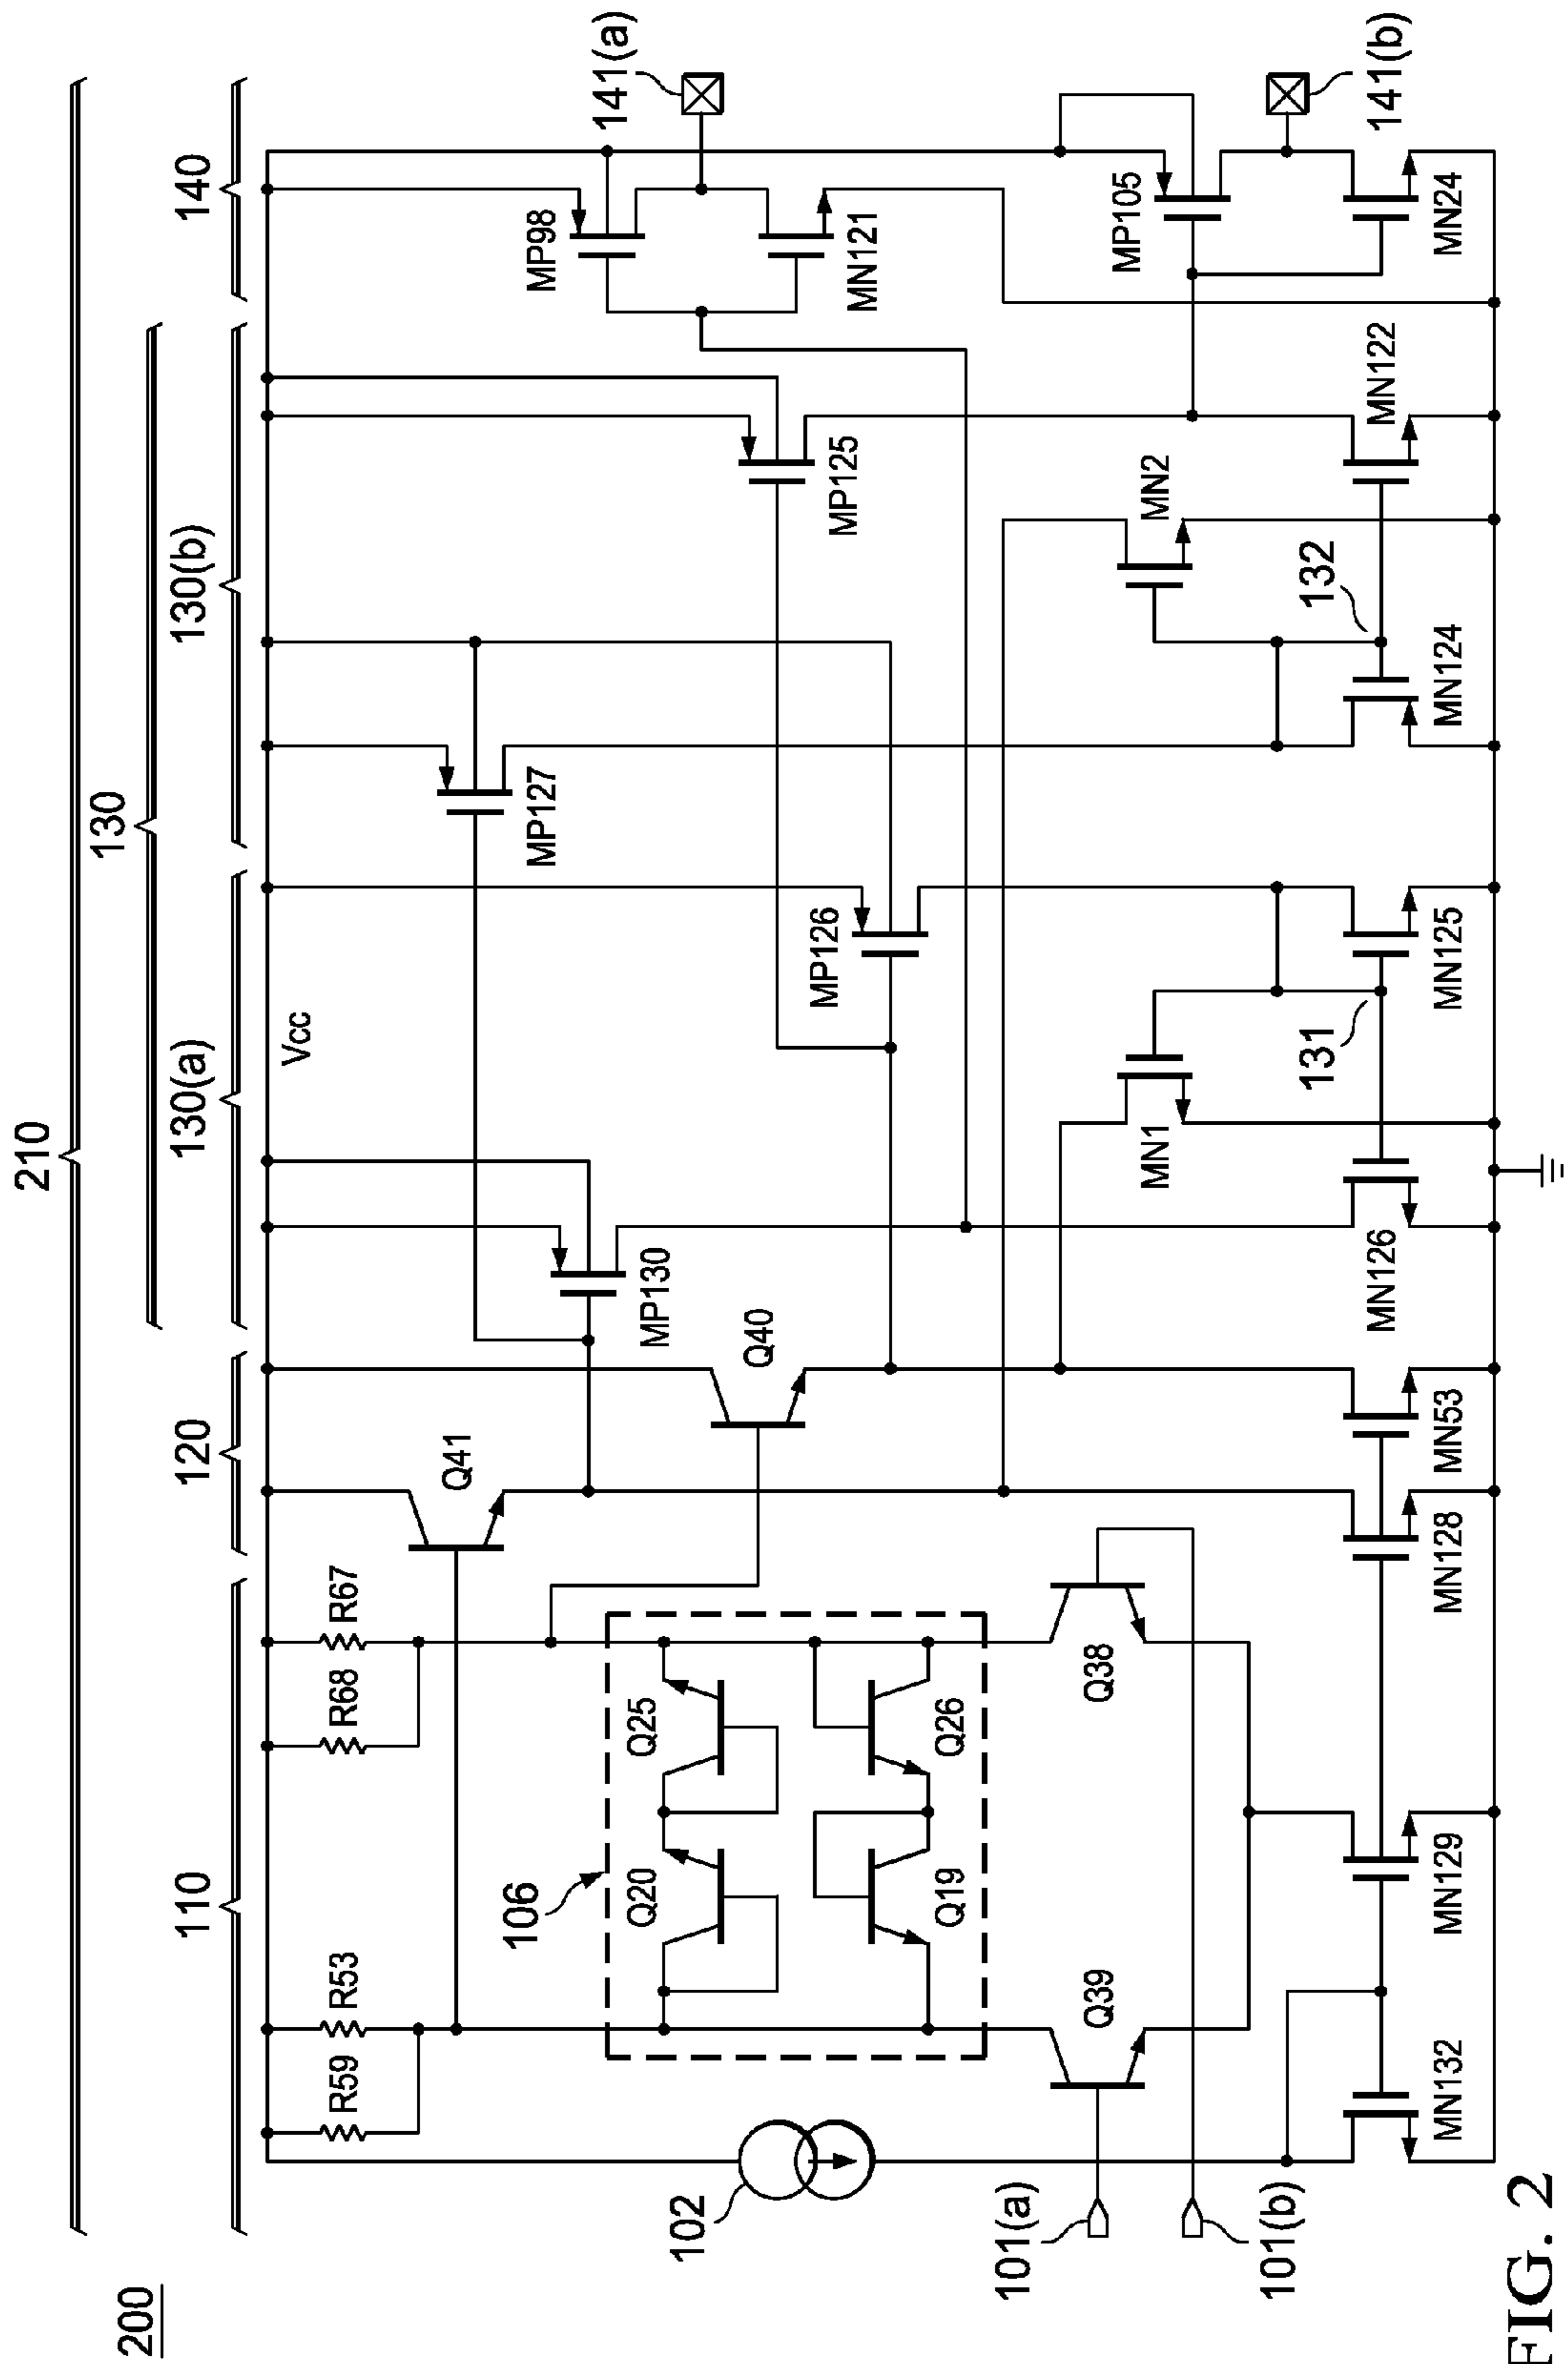 200
210
130
110
120
130(a)
130(b)
140
Vcc
R59
R53
R68
R67
Q41
MP127
MP98
141(a)
106
Q20
Q25
MP130
Q40
MP126
MP125
MN121
102
Q19
Q26
101(a)
101(b)
Q39
Q38
MN1
MN2
MP105
131
132
141(b)
MN132
MN129
MN128
MN53
MN126
MN125
MN124
MN122
MN24
FIG. 2